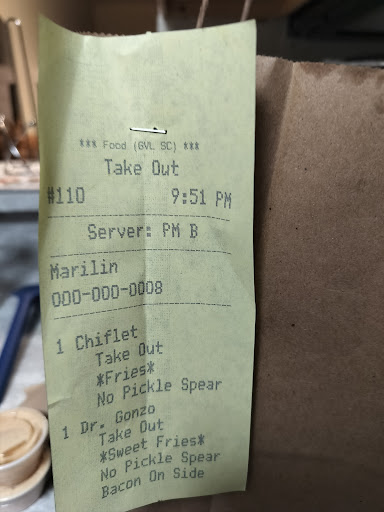 *** Food (GVL SC) ***
Take Out
#110 9:51 PM
Server: PM B
Marilin
000-000-0008
1 Chiflet
Take Out
*Fries*
No Pickle Spear
1 Dr. Gonzo
Take Out
*Sweet Fries*
No Pickle Spear
Bacon On Side